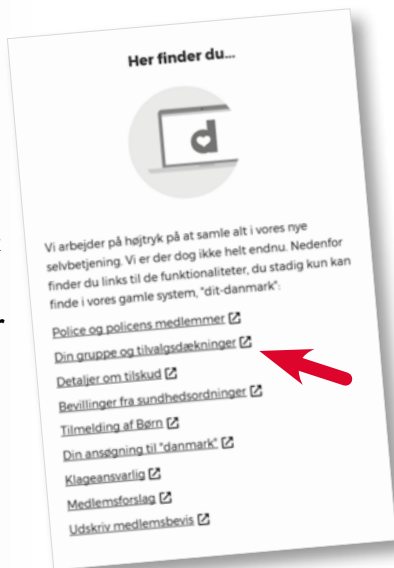 Her finder du...
d
Vi arbejder på højtryk på at samle alt i vores nye
selvbetjening. Vi er der dog ikke helt endnu. Nedenfor
finder du links til de funktionaliteter, du stadig kun kan
finde i vores gamle system, "dit-danmark":
Police og policens medlemmer
Din gruppe og tilvalgsdækninger
Detaljer om tilskud
Bevillinger fra sundhedsordninger
Tilmelding af Børn
Din ansøgning til "danmark"
Klageansvarlig
Medlemsforslag
Udskriv medlemsbevis